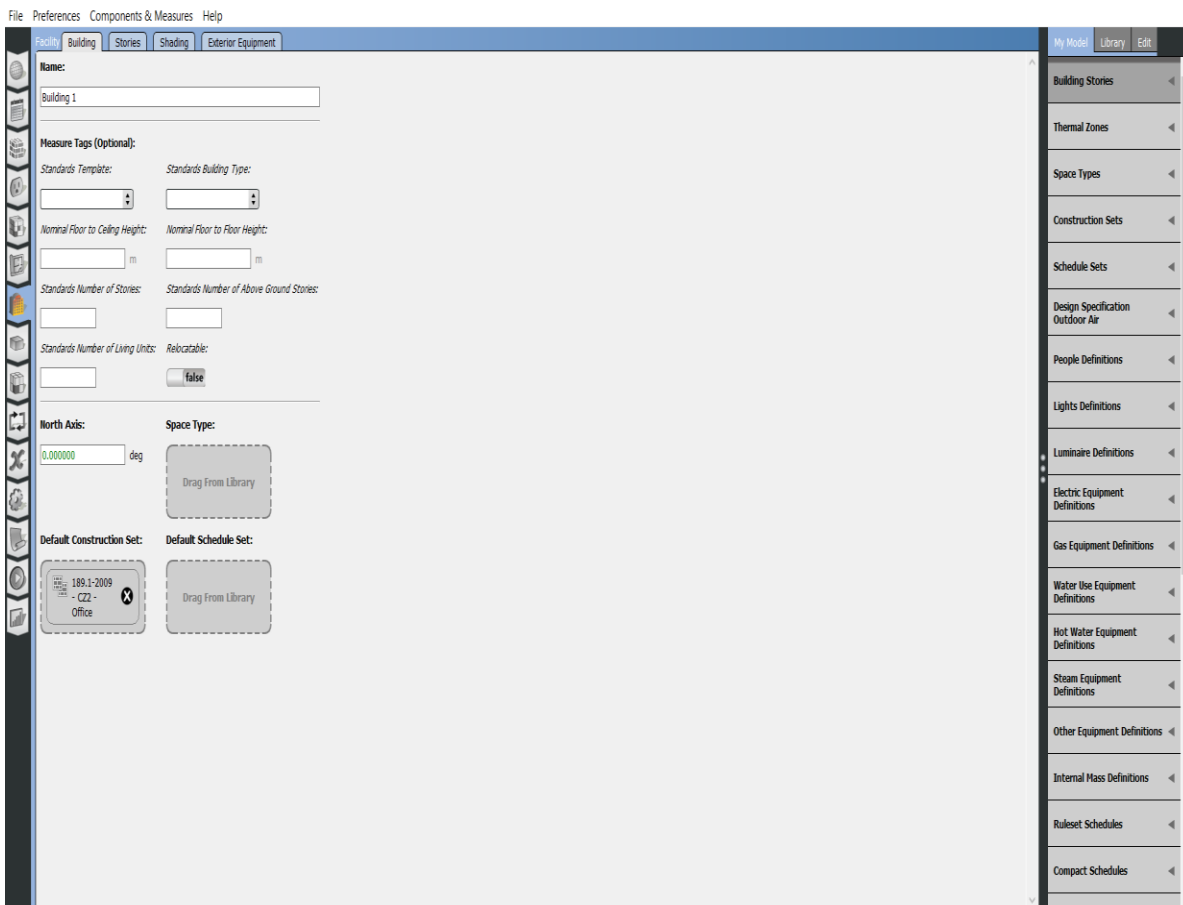 File Preferences Components & Measures Help
Facility Building Stories Shading Exterior Equipment
My Model Library Edit
Name:
Building 1
Measure Tags (Optional):
Standards Template: Standards Building Type:
Nominal Floor to Ceiling Height: Nominal Floor to Floor Height:
m m
Standards Number of Stories: Standards Number of Above Ground Stories:
Standards Number of Living Units: Relocatable:
false
North Axis: Space Type:
0.000000 deg
Drag From Library
Default Construction Set: Default Schedule Set:
189.1-2009
- CZ2 -
Office
Drag From Library
Building Stories
Thermal Zones
Space Types
Construction Sets
Schedule Sets
Design Specification
Outdoor Air
People Definitions
Lights Definitions
Luminaire Definitions
Electric Equipment
Definitions
Gas Equipment Definitions
Water Use Equipment
Definitions
Hot Water Equipment
Definitions
Steam Equipment
Definitions
Other Equipment Definitions
Internal Mass Definitions
Ruleset Schedules
Compact Schedules